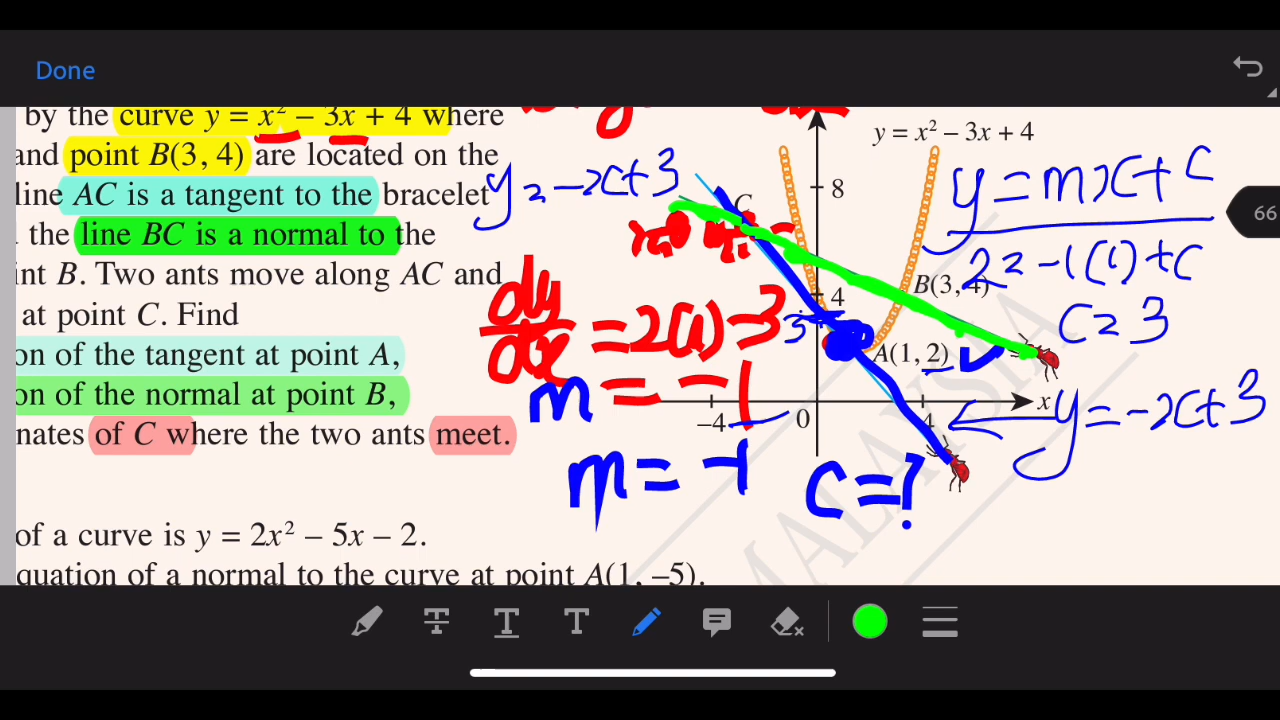 Done
by the curve y = x² – 3x + 4 where
and point B(3, 4) are located on the
line AC is a tangent to the bracelet
the line BC is a normal to the
int B. Two ants move along AC and
at point C. Find
on of the tangent at point A,
on of the normal at point B,
nates of C where the two ants meet.
of a curve is y = 2x² – 5x – 2.
quation of a normal to the curve at point A(1, –5).
y = x² – 3x + 4
8
C
4
B(3, 4)
A(1, 2)
–4
0
4
x
66
y = -x+3
dy/dx = 2(1)-3
m = -1
m = -1
c = ?
3
y = mx + c
2 = -1(1) + c
c = 3
y = -x+3
MALAYSIA